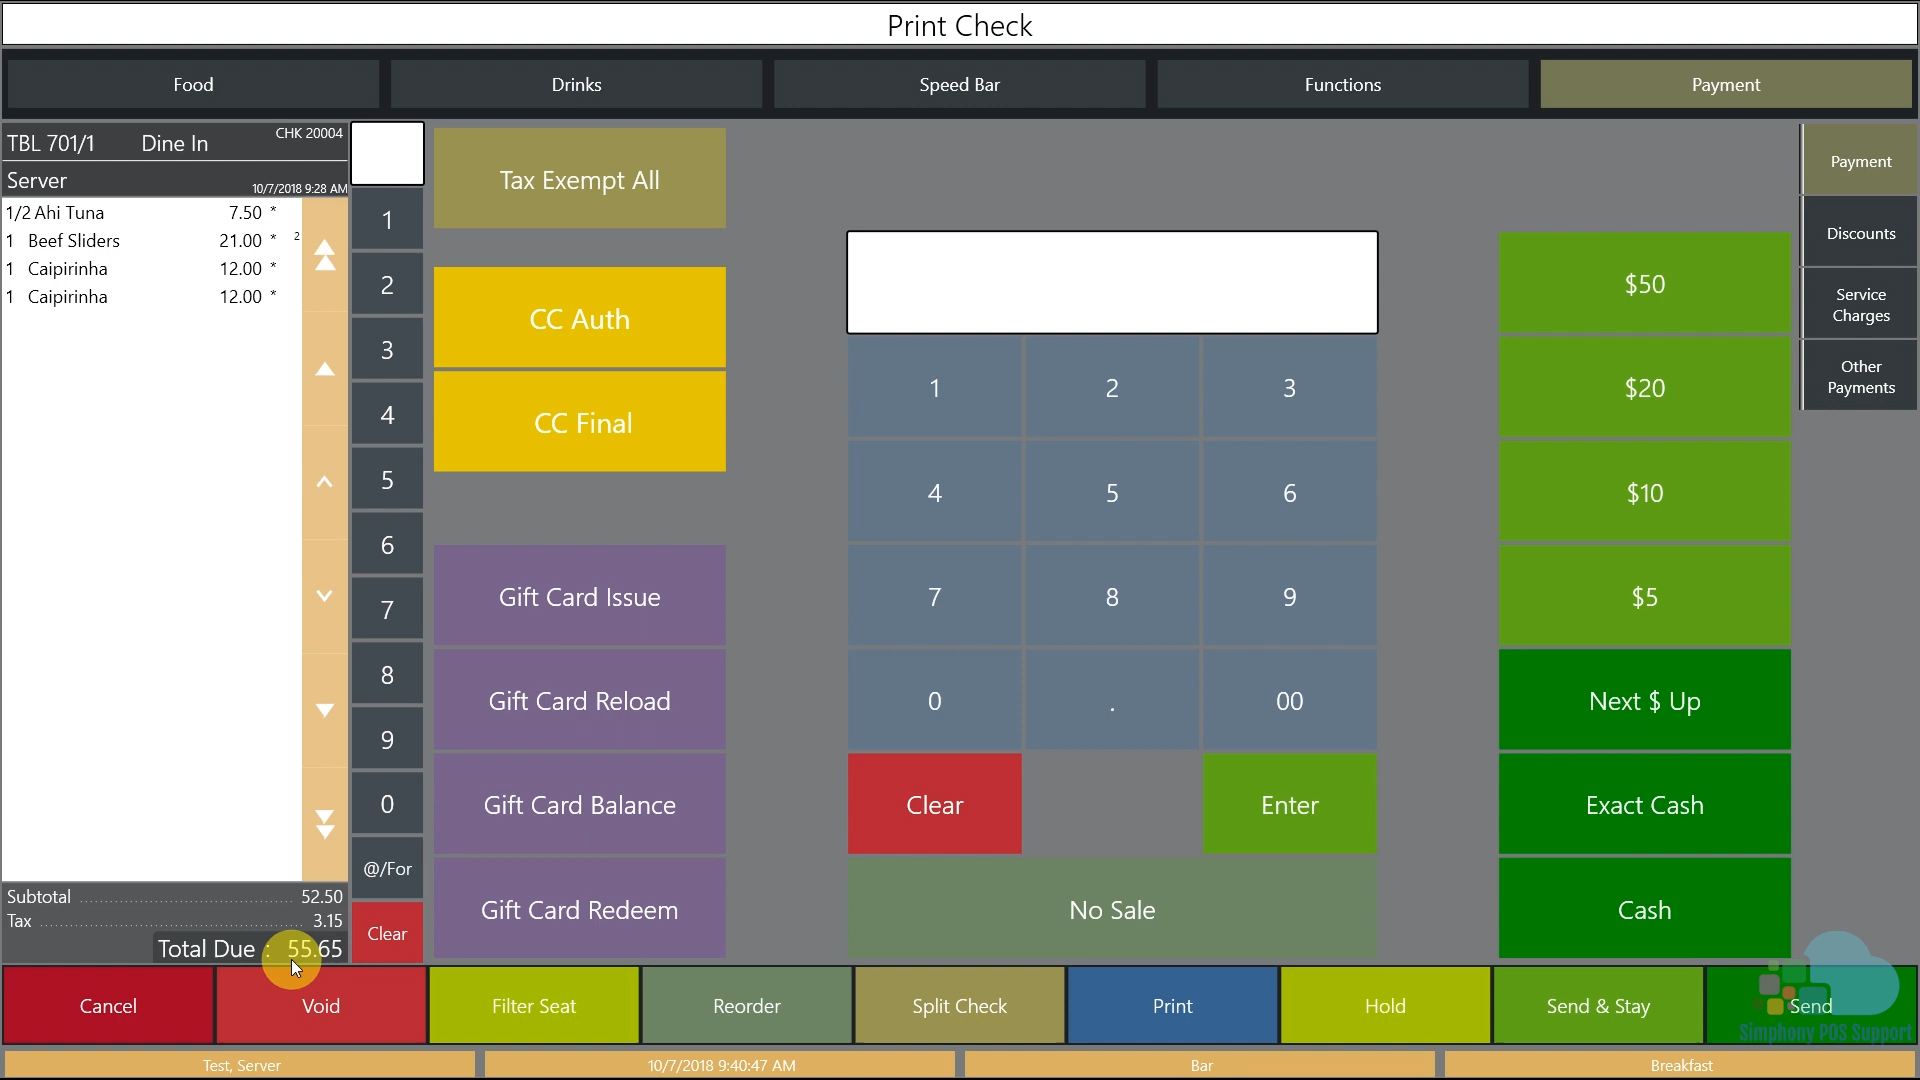 Print Check
Food
Drinks
Speed Bar
Functions
Payment
TBL 701/1 Dine In CHK 20004
Server 10/7/2018 9:28 AM
1/2 Ahi Tuna 7.50 *
1 Beef Sliders 21.00 * 2
1 Caipirinha 12.00 *
1 Caipirinha 12.00 *
Subtotal 52.50
Tax 3.15
Total Due : 55.65
1
2
3
4
5
6
7
8
9
0
@/For
Clear
Tax Exempt All
CC Auth
CC Final
Gift Card Issue
Gift Card Reload
Gift Card Balance
Gift Card Redeem
1 2 3
4 5 6
7 8 9
0 . 00
Clear Enter
No Sale
$50
$20
$10
$5
Next $ Up
Exact Cash
Cash
Payment
Discounts
Service
Charges
Other
Payments
Cancel
Void
Filter Seat
Reorder
Split Check
Print
Hold
Send & Stay
Send
Simphony POS Support
Test, Server
10/7/2018 9:40:47 AM
Bar
Breakfast